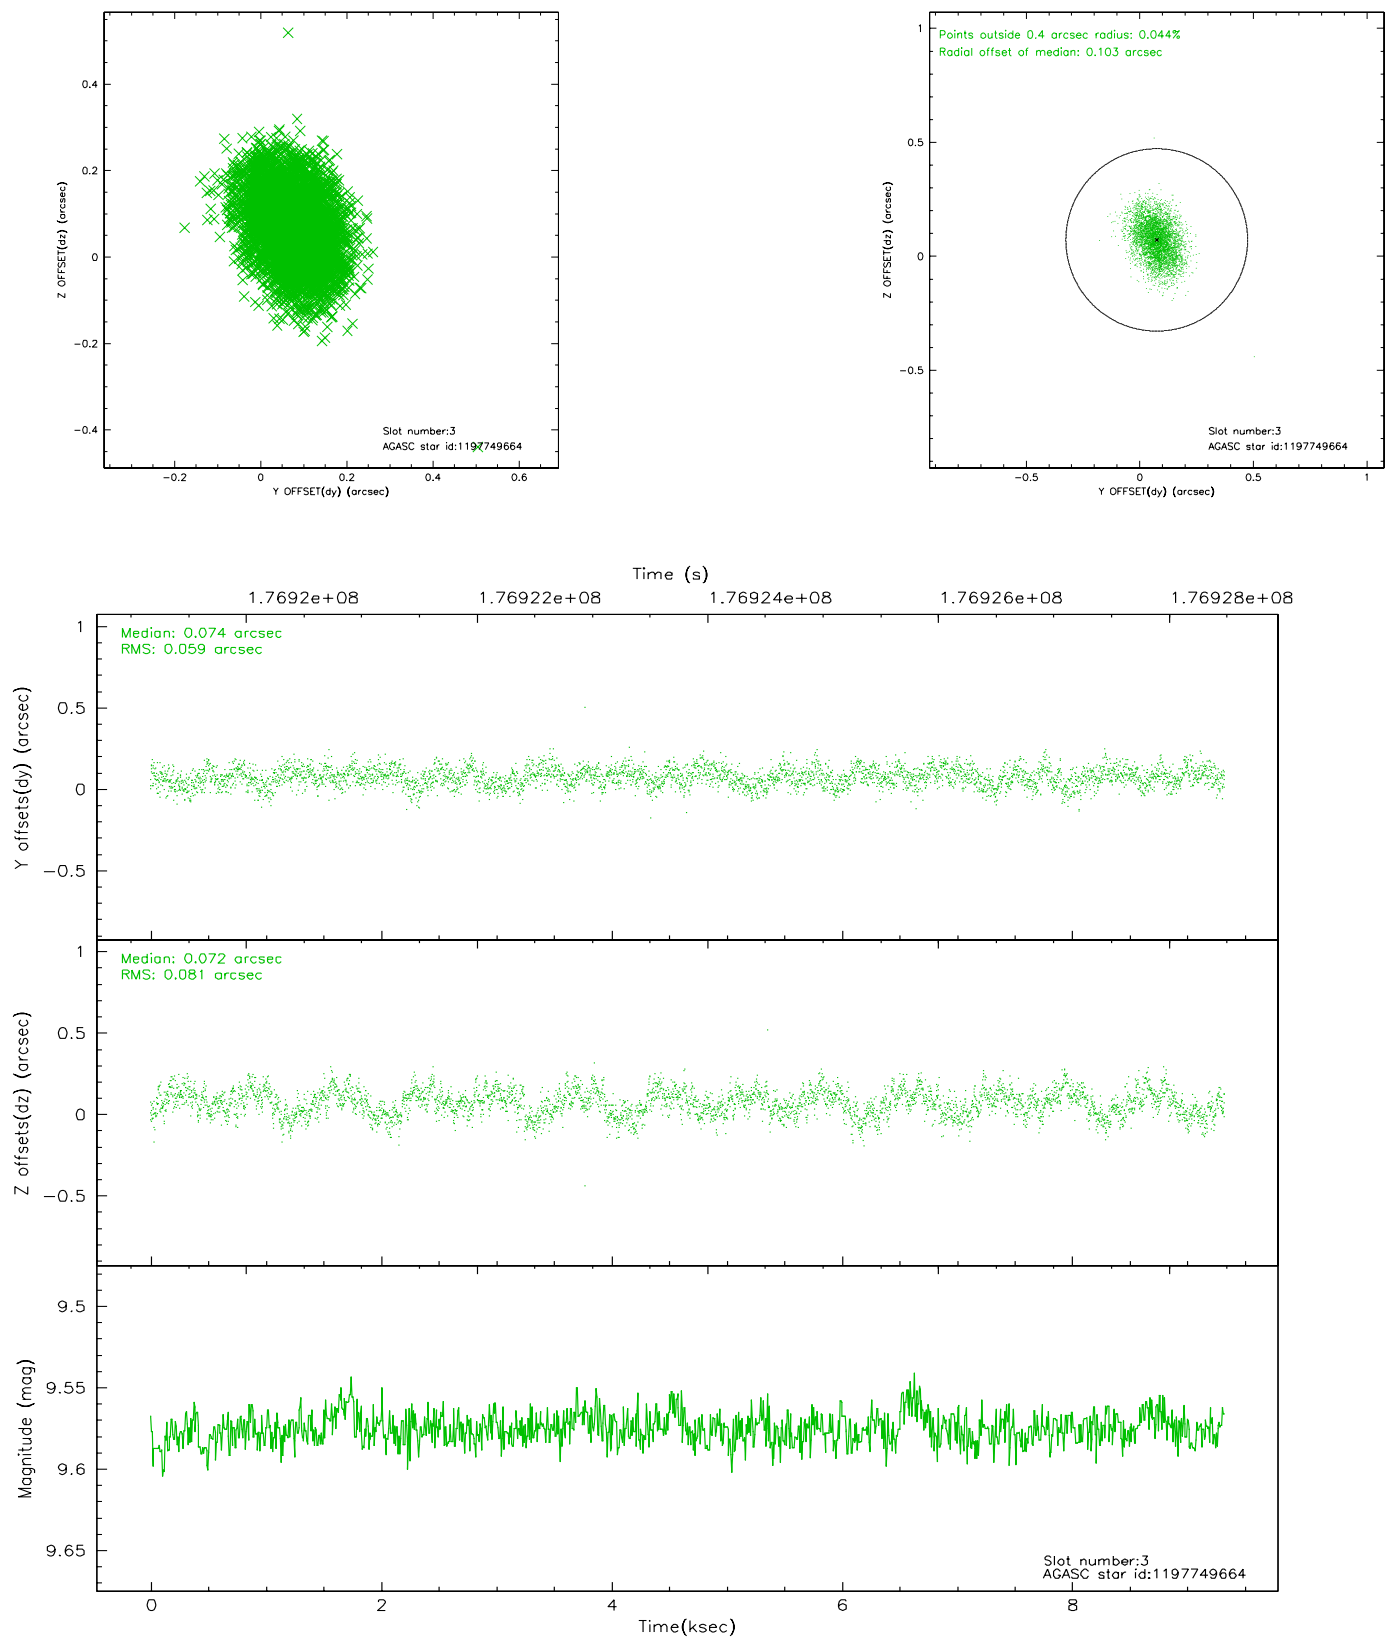 0.4
0.2
0
−0.2
−0.4
Z OFFSET(dz) (arcsec)
Slot number:3
AGASC star id:1197749664
−0.2 0 0.2 0.4 0.6
Y OFFSET(dy) (arcsec)
Points outside 0.4 arcsec radius: 0.044%
Radial offset of median: 0.103 arcsec
1
0.5
0
−0.5
Z OFFSET(dz) (arcsec)
Slot number:3
AGASC star id:1197749664
−0.5 0 0.5 1
Y OFFSET(dy) (arcsec)
Time (s)
1.7692e+08 1.76922e+08 1.76924e+08 1.76926e+08 1.76928e+08
Median: 0.074 arcsec
RMS: 0.059 arcsec
1
0.5
0
−0.5
Y offsets(dy) (arcsec)
Median: 0.072 arcsec
RMS: 0.081 arcsec
1
0.5
0
−0.5
Z offsets(dz) (arcsec)
9.5
9.55
9.6
9.65
Magnitude (mag)
Slot number:3
AGASC star id:1197749664
0 2 4 6 8
Time(ksec)